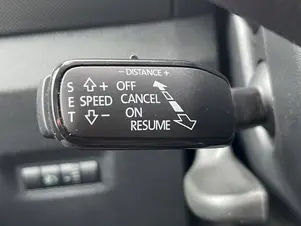 - DISTANCE +
S + OFF
E SPEED CANCEL
ON
T - RESUME